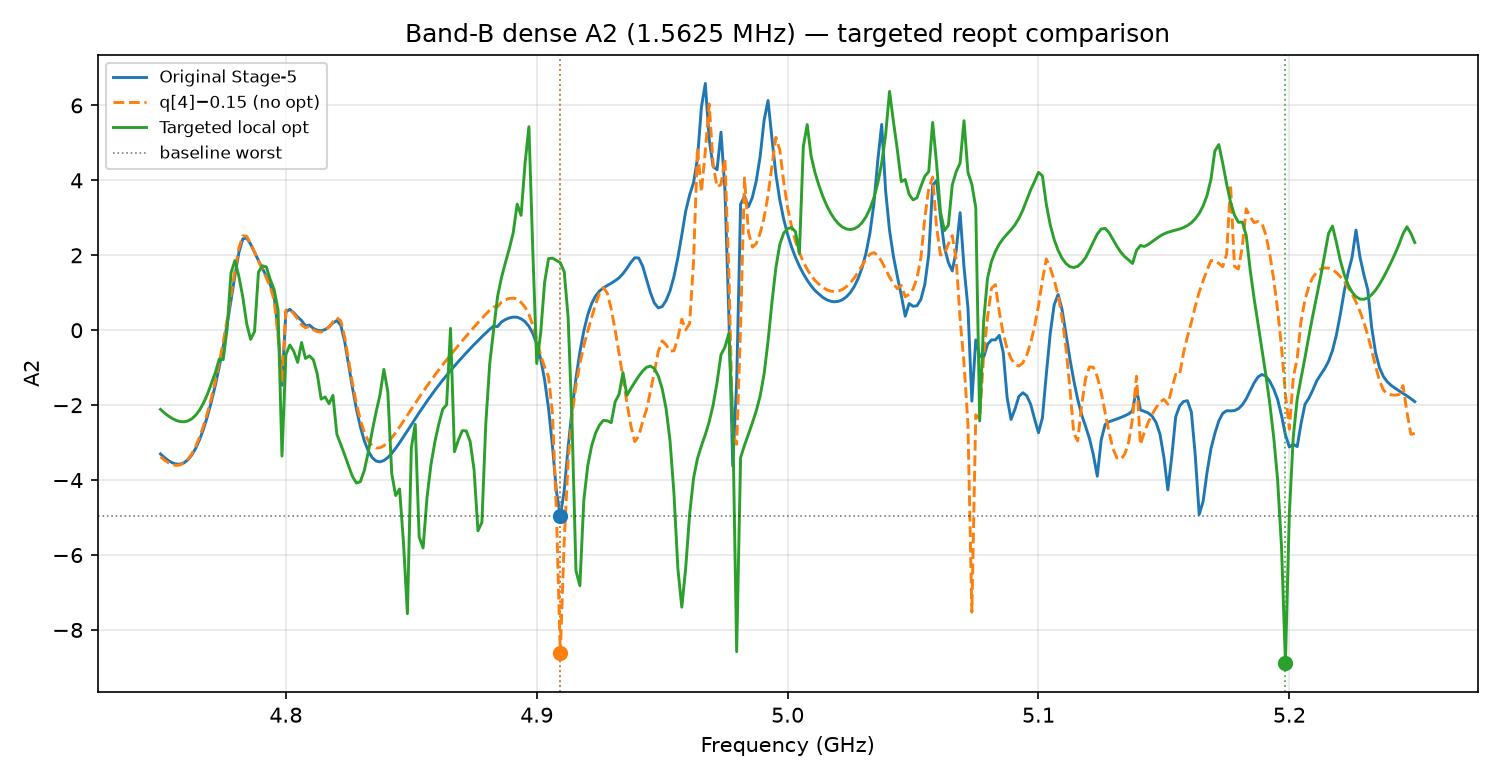 Band-B dense A2 (1.5625 MHz) — targeted reopt comparison
Original Stage-5
q[4]−0.15 (no opt)
Targeted local opt
baseline worst
A2
6
4
2
0
−2
−4
−6
−8
4.8
4.9
5.0
5.1
5.2
Frequency (GHz)